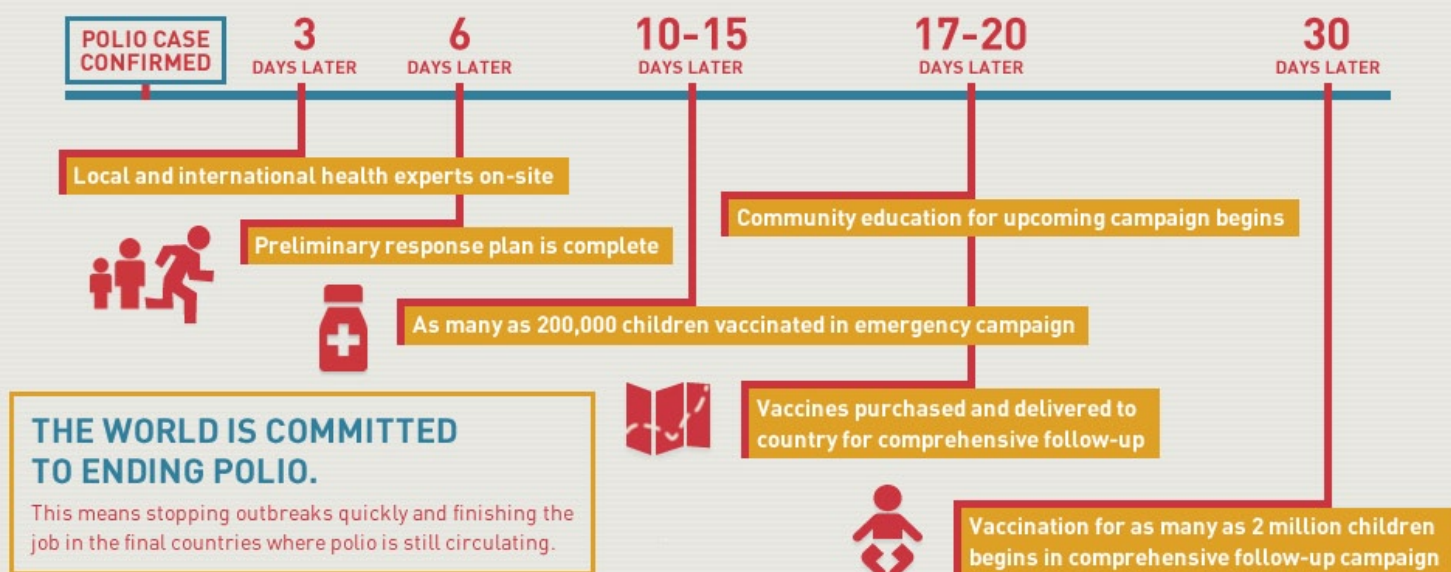 POLIO CASE
CONFIRMED
3
DAYS LATER
6
DAYS LATER
10-15
DAYS LATER
17-20
DAYS LATER
30
DAYS LATER
Local and international health experts on-site
Preliminary response plan is complete
Community education for upcoming campaign begins
As many as 200,000 children vaccinated in emergency campaign
Vaccines purchased and delivered to
country for comprehensive follow-up
THE WORLD IS COMMITTED
TO ENDING POLIO.
This means stopping outbreaks quickly and finishing the
job in the final countries where polio is still circulating.
Vaccination for as many as 2 million children
begins in comprehensive follow-up campaign